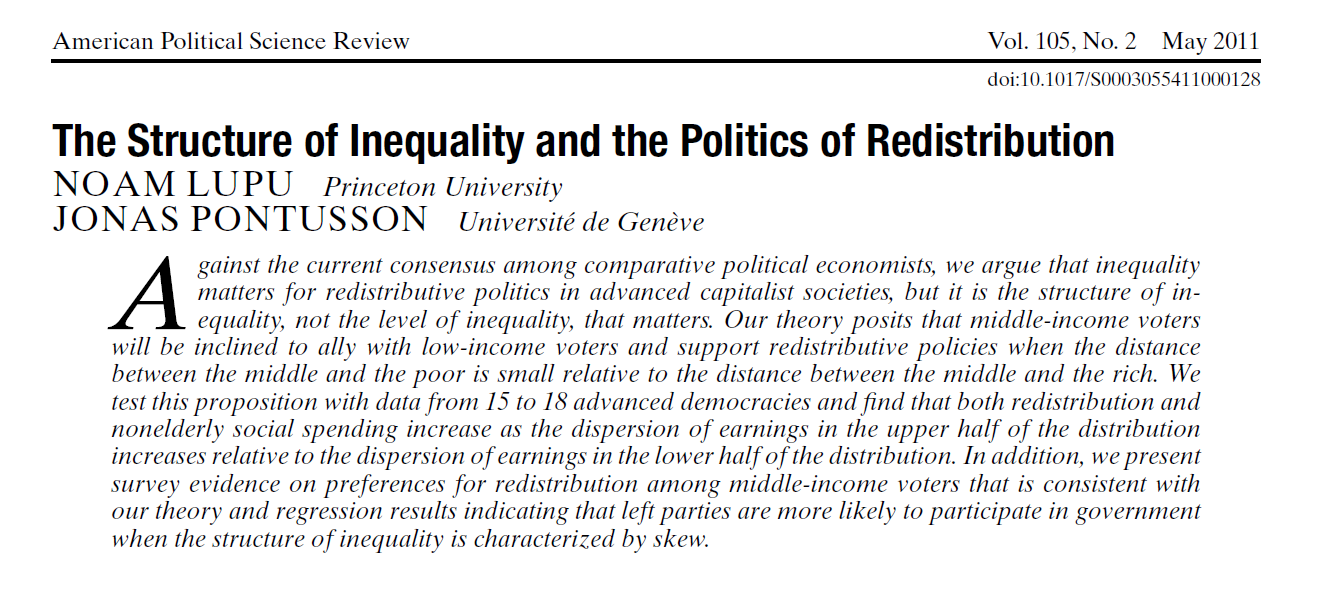 American Political Science Review Vol. 105, No. 2 May 2011
doi:10.1017/S0003055411000128
The Structure of Inequality and the Politics of Redistribution
NOAM LUPU Princeton University
JONAS PONTUSSON Université de Genève
Against the current consensus among comparative political economists, we argue that inequality
matters for redistributive politics in advanced capitalist societies, but it is the structure of in-
equality, not the level of inequality, that matters. Our theory posits that middle-income voters
will be inclined to ally with low-income voters and support redistributive policies when the distance
between the middle and the poor is small relative to the distance between the middle and the rich. We
test this proposition with data from 15 to 18 advanced democracies and find that both redistribution and
nonelderly social spending increase as the dispersion of earnings in the upper half of the distribution
increases relative to the dispersion of earnings in the lower half of the distribution. In addition, we present
survey evidence on preferences for redistribution among middle-income voters that is consistent with
our theory and regression results indicating that left parties are more likely to participate in government
when the structure of inequality is characterized by skew.